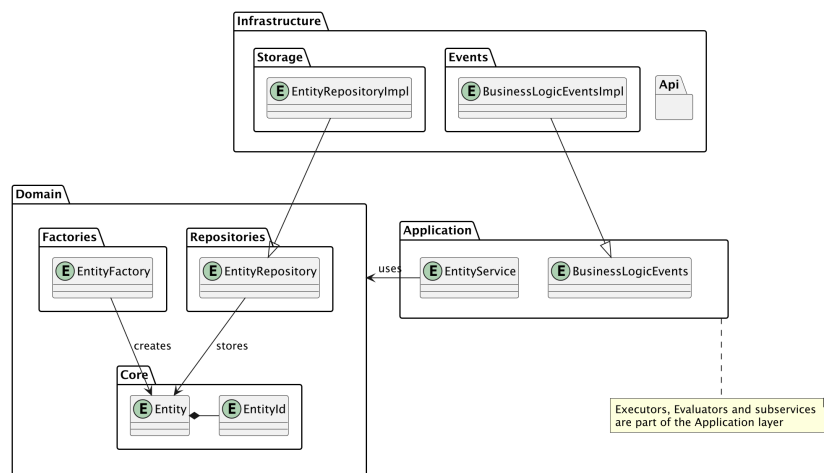 Infrastructure
Storage
Events
E EntityRepositoryImpl
E BusinessLogicEventsImpl
Api
Domain
Factories
Repositories
Application
E EntityFactory
E EntityRepository
uses
E EntityService
E BusinessLogicEvents
creates
stores
Core
E Entity
E EntityId
Executors, Evaluators and subservices
are part of the Application layer